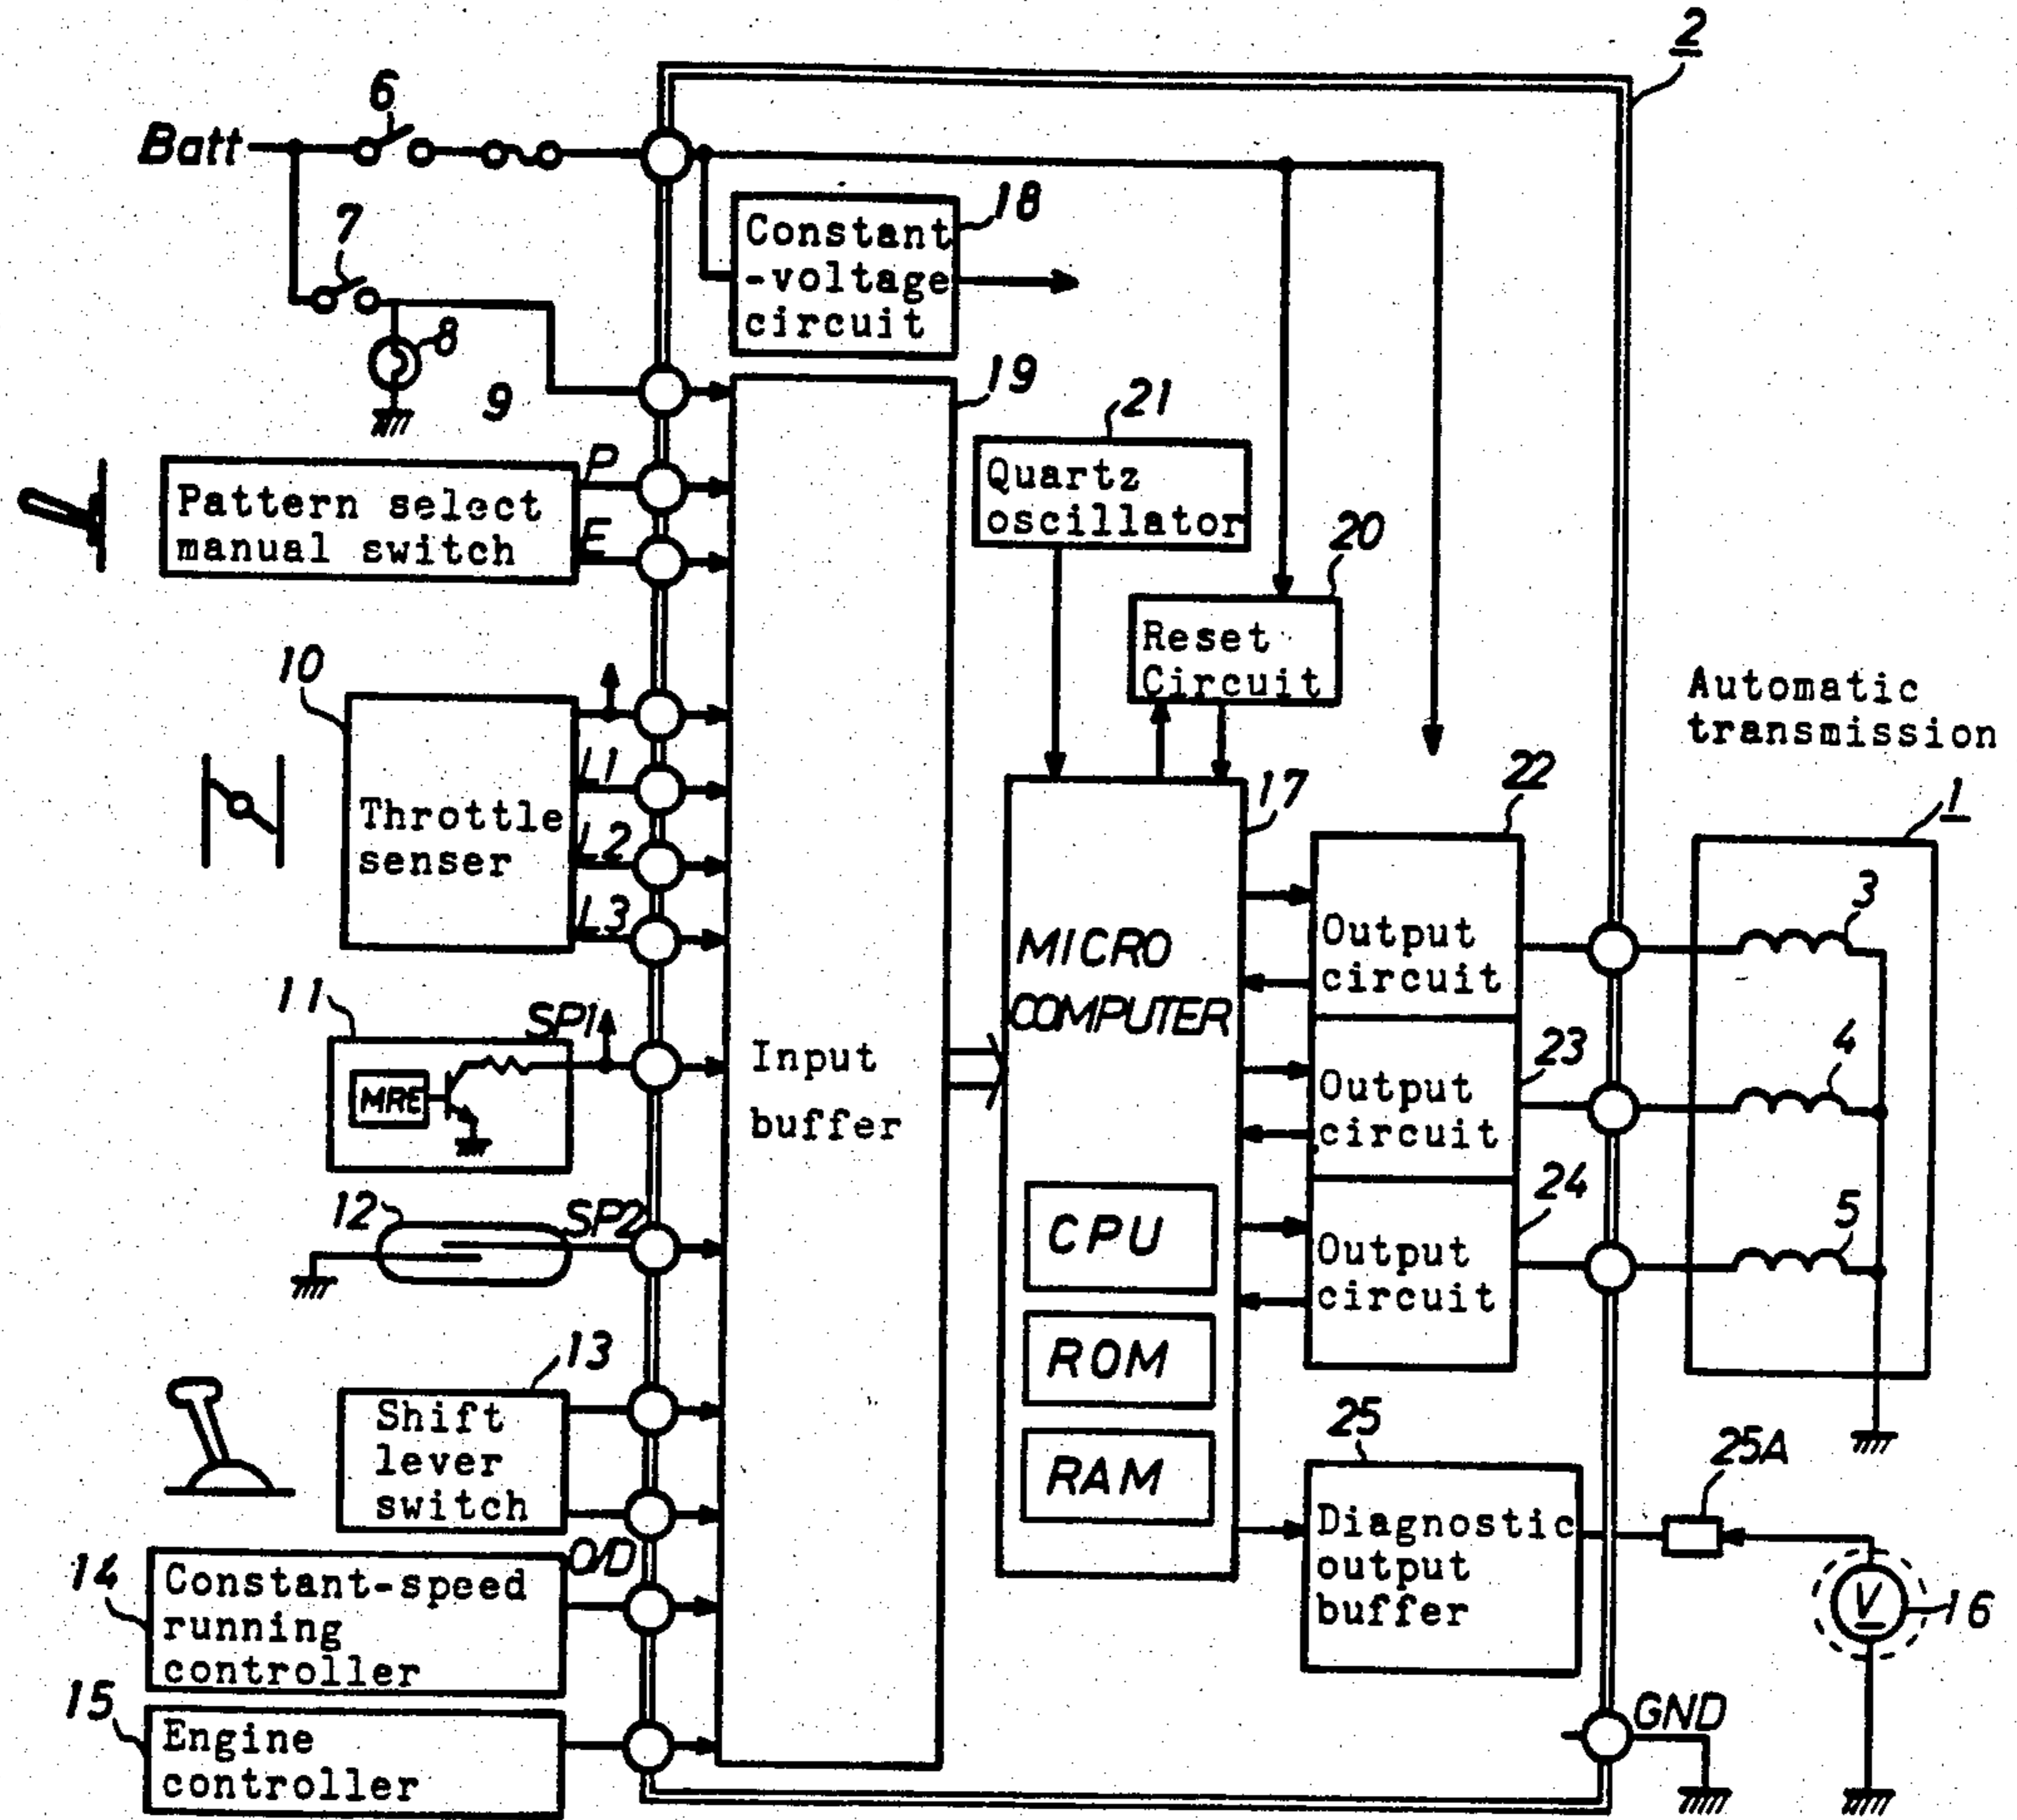 2
6
Batt
7
18
Constant
-voltage
circuit
8
9
19
21
P
Quartz
oscillator
Pattern select
manual switch
E
20
Reset
Circuit
10
Automatic
transmission
L1
17
22
1
Throttle
senser
L2
3
L3
Output
circuit
MICRO
COMPUTER
11
SP1
4
23
MRE
Input
buffer
Output
circuit
24
12
SP2
5
CPU
Output
circuit
13
ROM
Shift
lever
switch
25
25A
RAM
Diagnostic
output
buffer
O/D
14
Constant-speed
running
controller
V
16
15
GND
Engine
controller